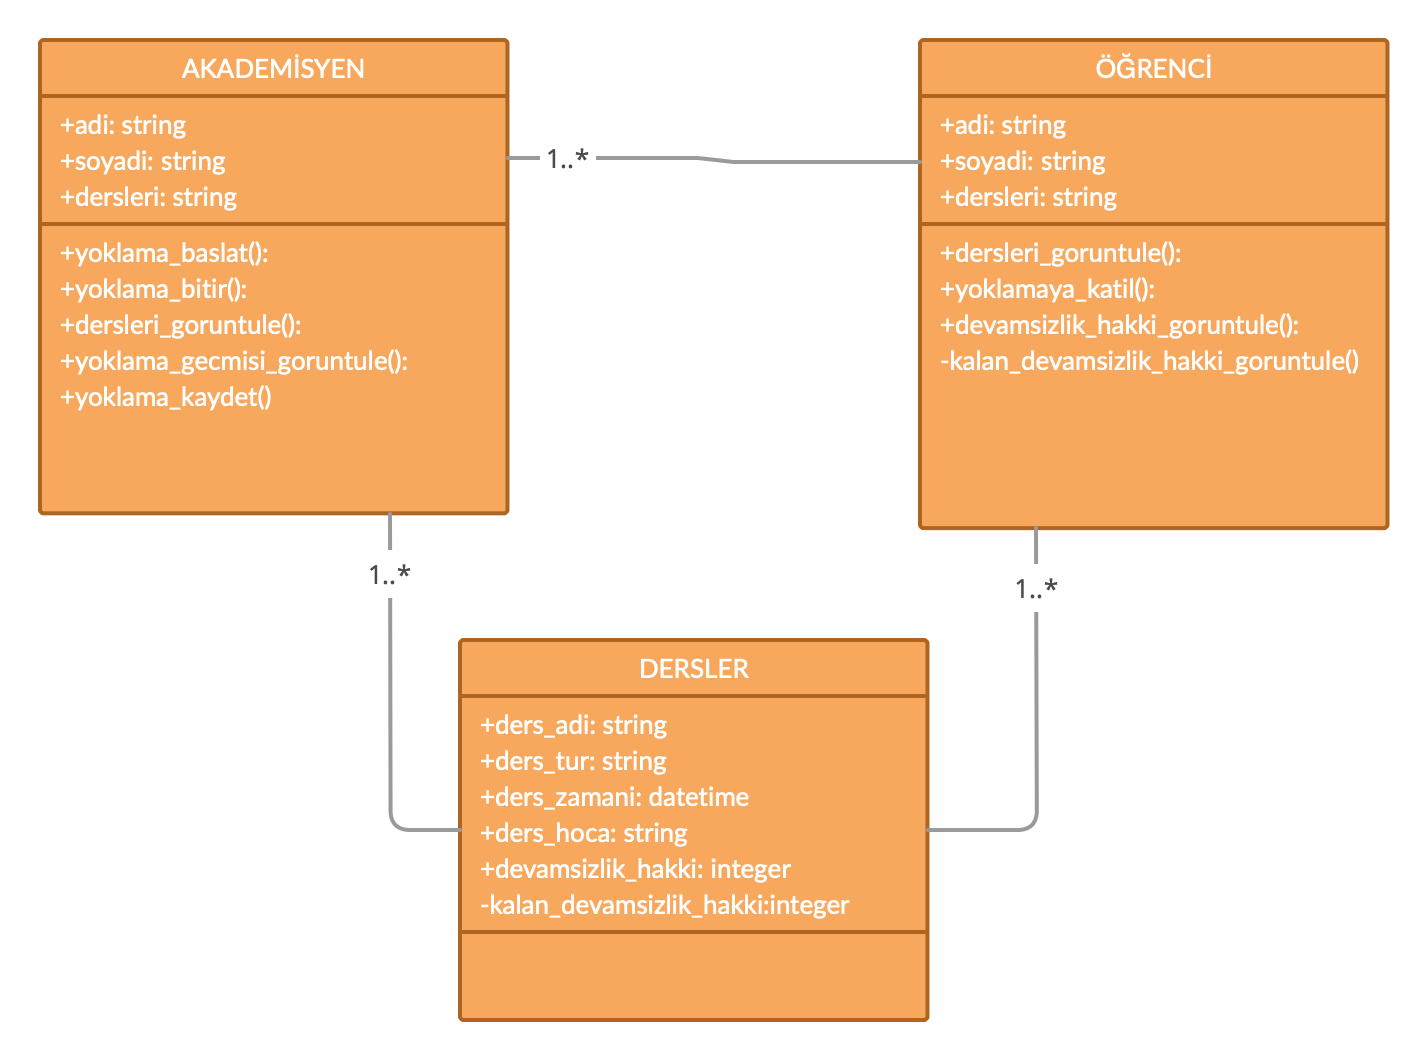 AKADEMİSYEN
+adi: string
+soyadi: string
+dersleri: string
+yoklama_baslat():
+yoklama_bitir():
+dersleri_goruntule():
+yoklama_gecmisi_goruntule():
+yoklama_kaydet()
1..*
ÖĞRENCİ
+adi: string
+soyadi: string
+dersleri: string
+dersleri_goruntule():
+yoklamaya_katil():
+devamsizlik_hakki_goruntule():
-kalan_devamsizlik_hakki_goruntule()
1..*
1..*
DERSLER
+ders_adi: string
+ders_tur: string
+ders_zamani: datetime
+ders_hoca: string
+devamsizlik_hakki: integer
-kalan_devamsizlik_hakki:integer